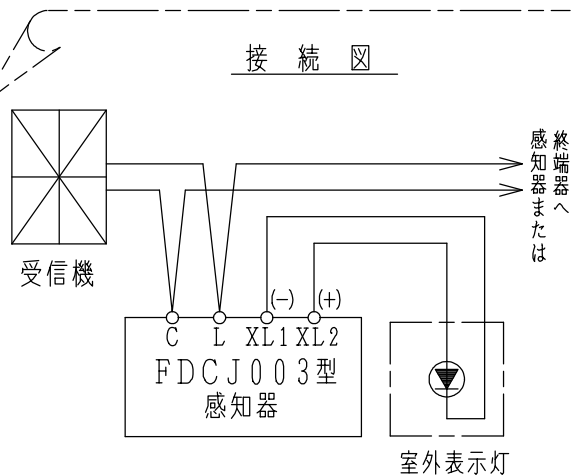 接続図
感知器または
終端器へ
受信機
(−) (+)
C L XL1 XL2
FDCJ003型
感知器
室外表示灯